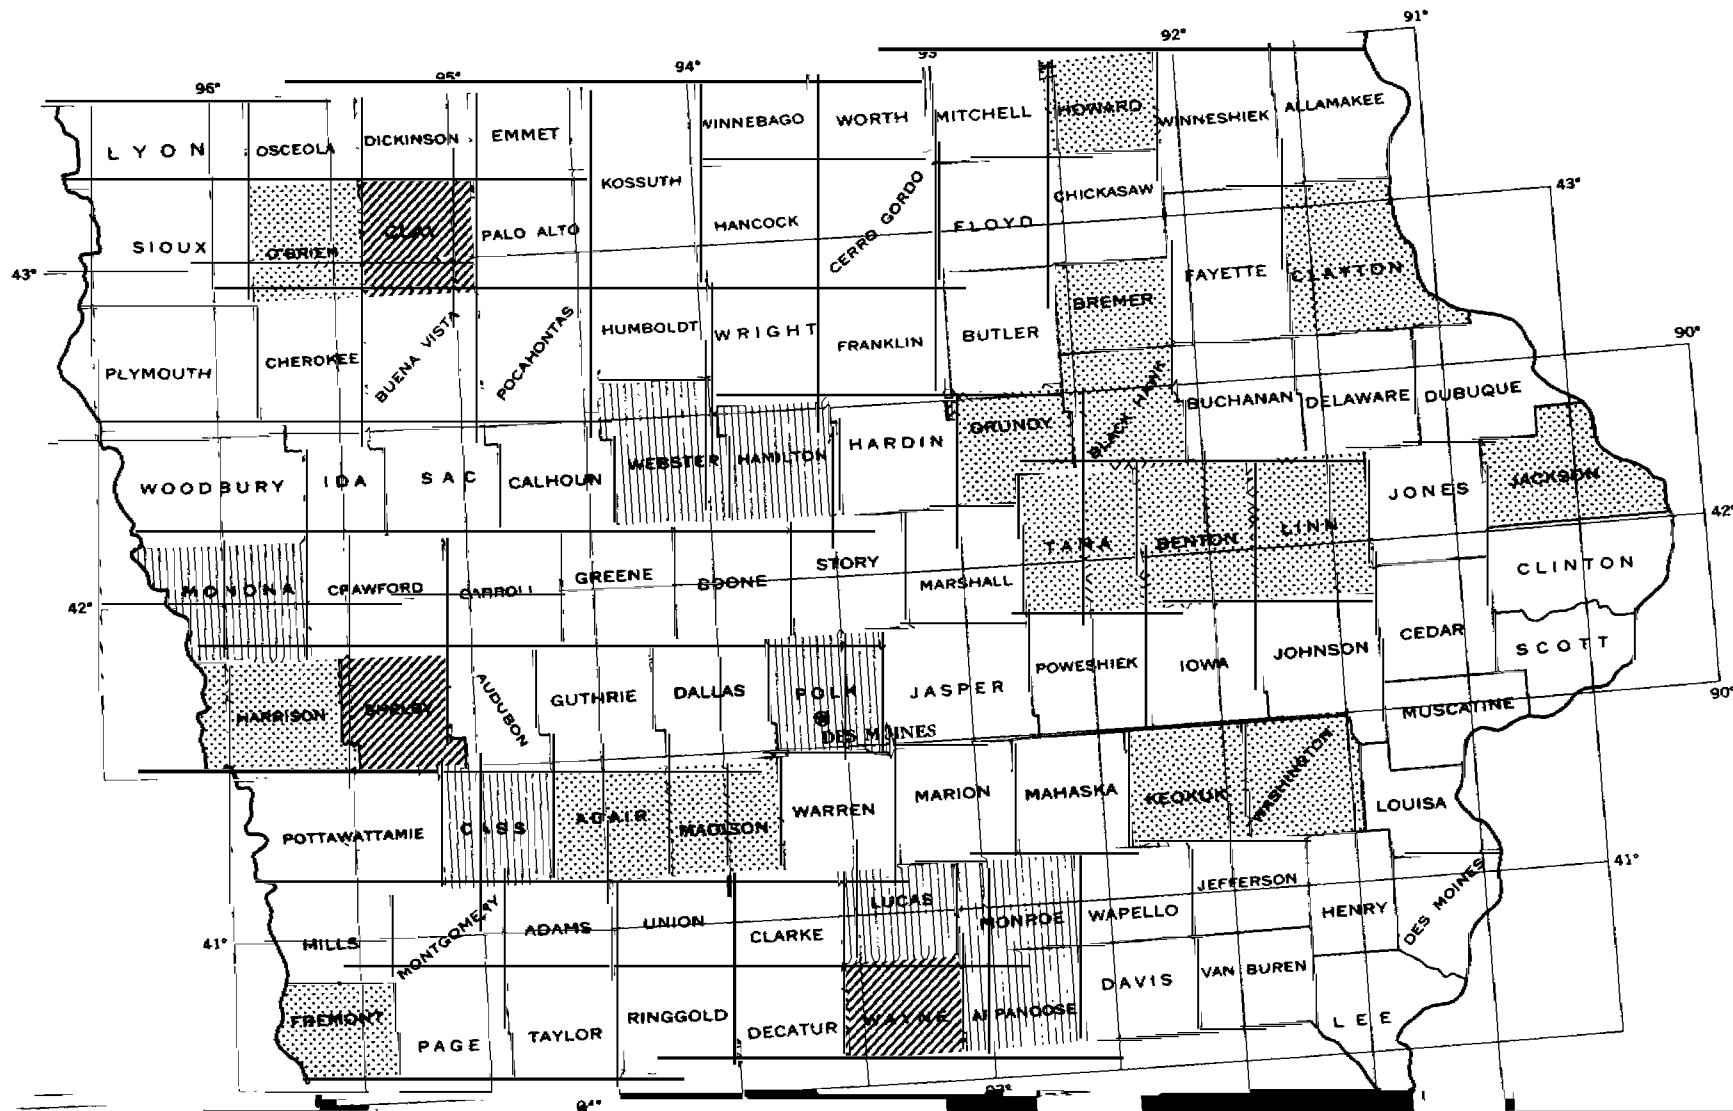 91°
92°
93
94°
95°
96°
LYON
OSCEOLA
DICKINSON
EMMET
WINNEBAGO
WORTH
MITCHELL
HOWARD
WINNESHIEK
ALLAMAKEE
KOSSUTH
HANCOCK
CERRO GORDO
FLOYD
CHICKASAW
43°
SIOUX
O'BRIEN
CLAY
PALO ALTO
FAYETTE
CLAYTON
43°
BREMER
PLYMOUTH
CHEROKEE
BUENA VISTA
POCAHONTAS
HUMBOLDT
WRIGHT
FRANKLIN
BUTLER
90°
BLACK HAWK
BUCHANAN
DELAWARE
DUBUQUE
WOODBURY
IDA
SAC
CALHOUN
WEBSTER
HAMILTON
HARDIN
GRUNDY
JONES
JACKSON
42°
TAMA
BENTON
LINN
MONONA
CRAWFORD
CARROLL
GREENE
BOONE
STORY
MARSHALL
CLINTON
42°
CEDAR
SCOTT
HARRISON
SHELBY
AUDUBON
GUTHRIE
DALLAS
POLK
DES MOINES
JASPER
POWESHIEK
IOWA
JOHNSON
90°
MUSCATINE
POTTAWATTAMIE
CASS
ADAIR
MADISON
WARREN
MARION
MAHASKA
KEOKUK
WASHINGTON
LOUISA
41°
MILLS
MONTGOMERY
ADAMS
UNION
CLARKE
LUCAS
MONROE
WAPELLO
JEFFERSON
HENRY
DES MOINES
41°
FREMONT
PAGE
TAYLOR
RINGGOLD
DECATUR
WAYNE
APPANOOSE
DAVIS
VAN BUREN
LEE
94°